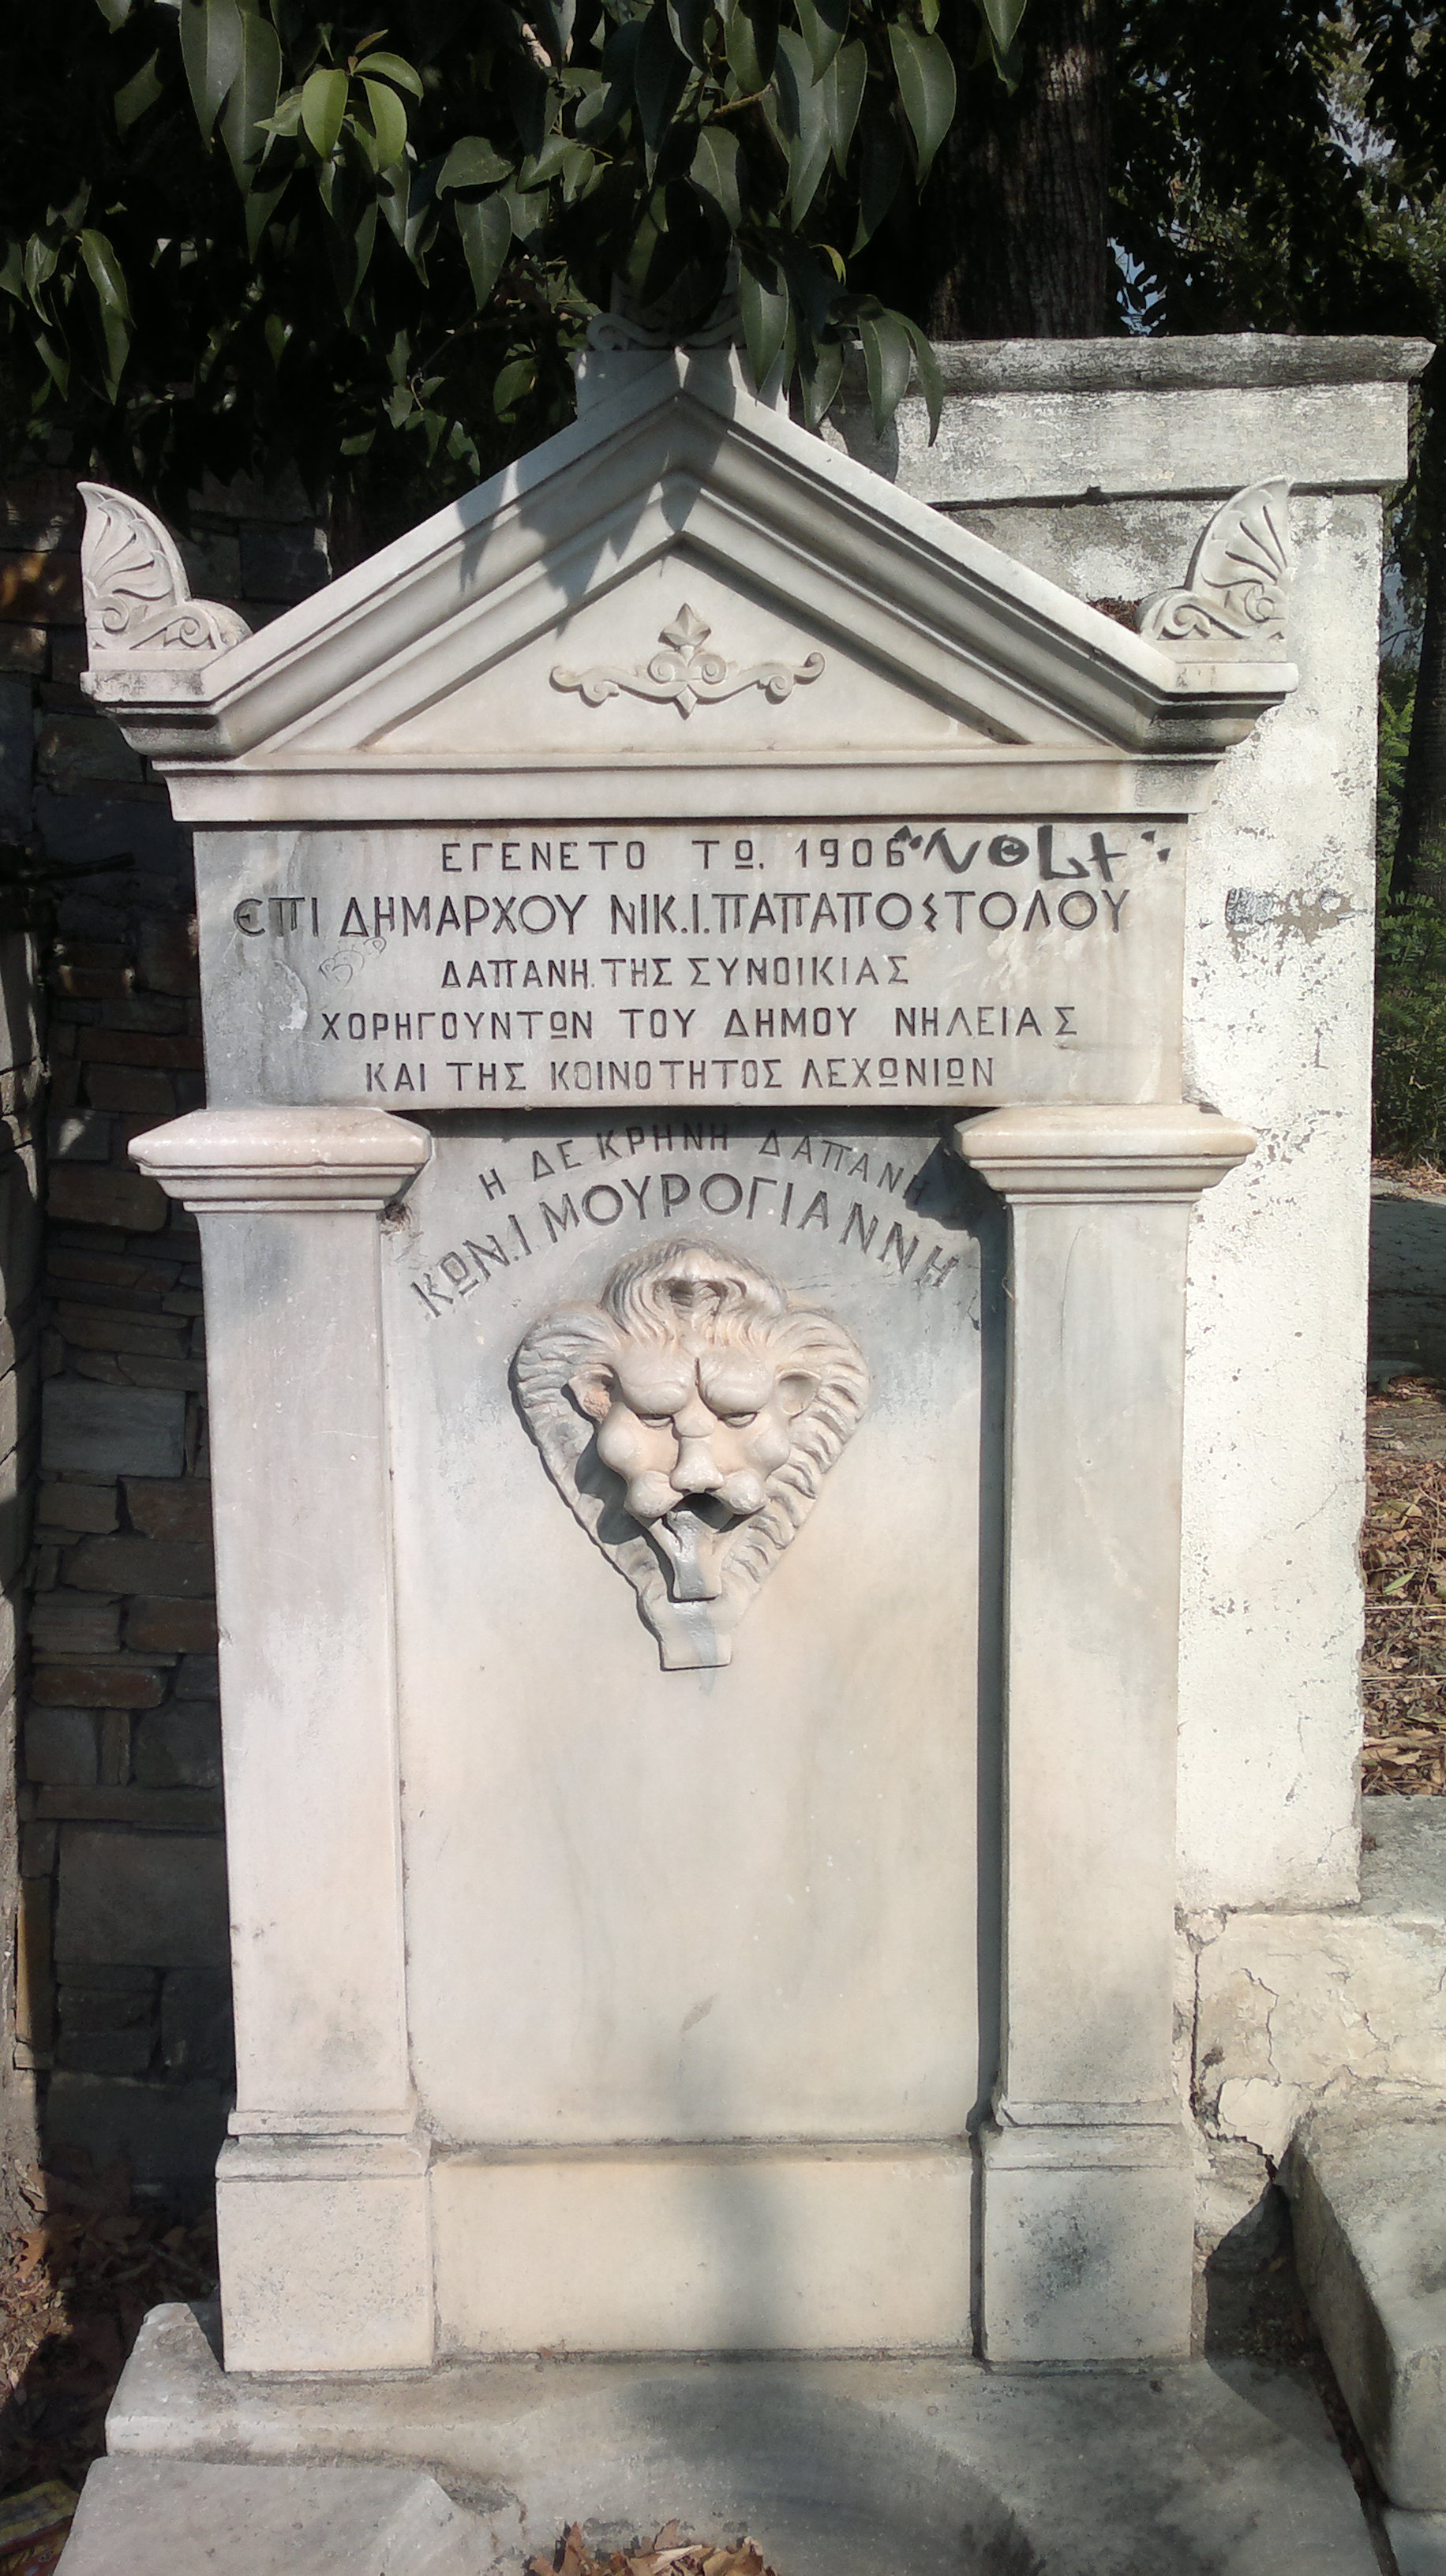 ΕΓΕΝΕΤΟ ΤΩ. 1906
ΕΠΙ ΔΗΜΑΡΧΟΥ ΝΙΚ.Ι.ΠΑΠΑΠΟΣΤΟΛΟΥ
ΔΑΠΑΝΗ.ΤΗΣ ΣΥΝΟΙΚΙΑΣ
ΧΟΡΗΓΟΥΝΤΩΝ ΤΟΥ ΔΗΜΟΥ ΝΗΛΕΙΑΣ
ΚΑΙ ΤΗΣ ΚΟΙΝΟΤΗΤΟΣ ΛΕΧΩΝΙΩΝ
Η ΔΕ ΚΡΗΝΗ ΔΑΠΑΝΗ
ΚΩΝ.Ι ΜΟΥΡΟΓΙΑΝΝΗ